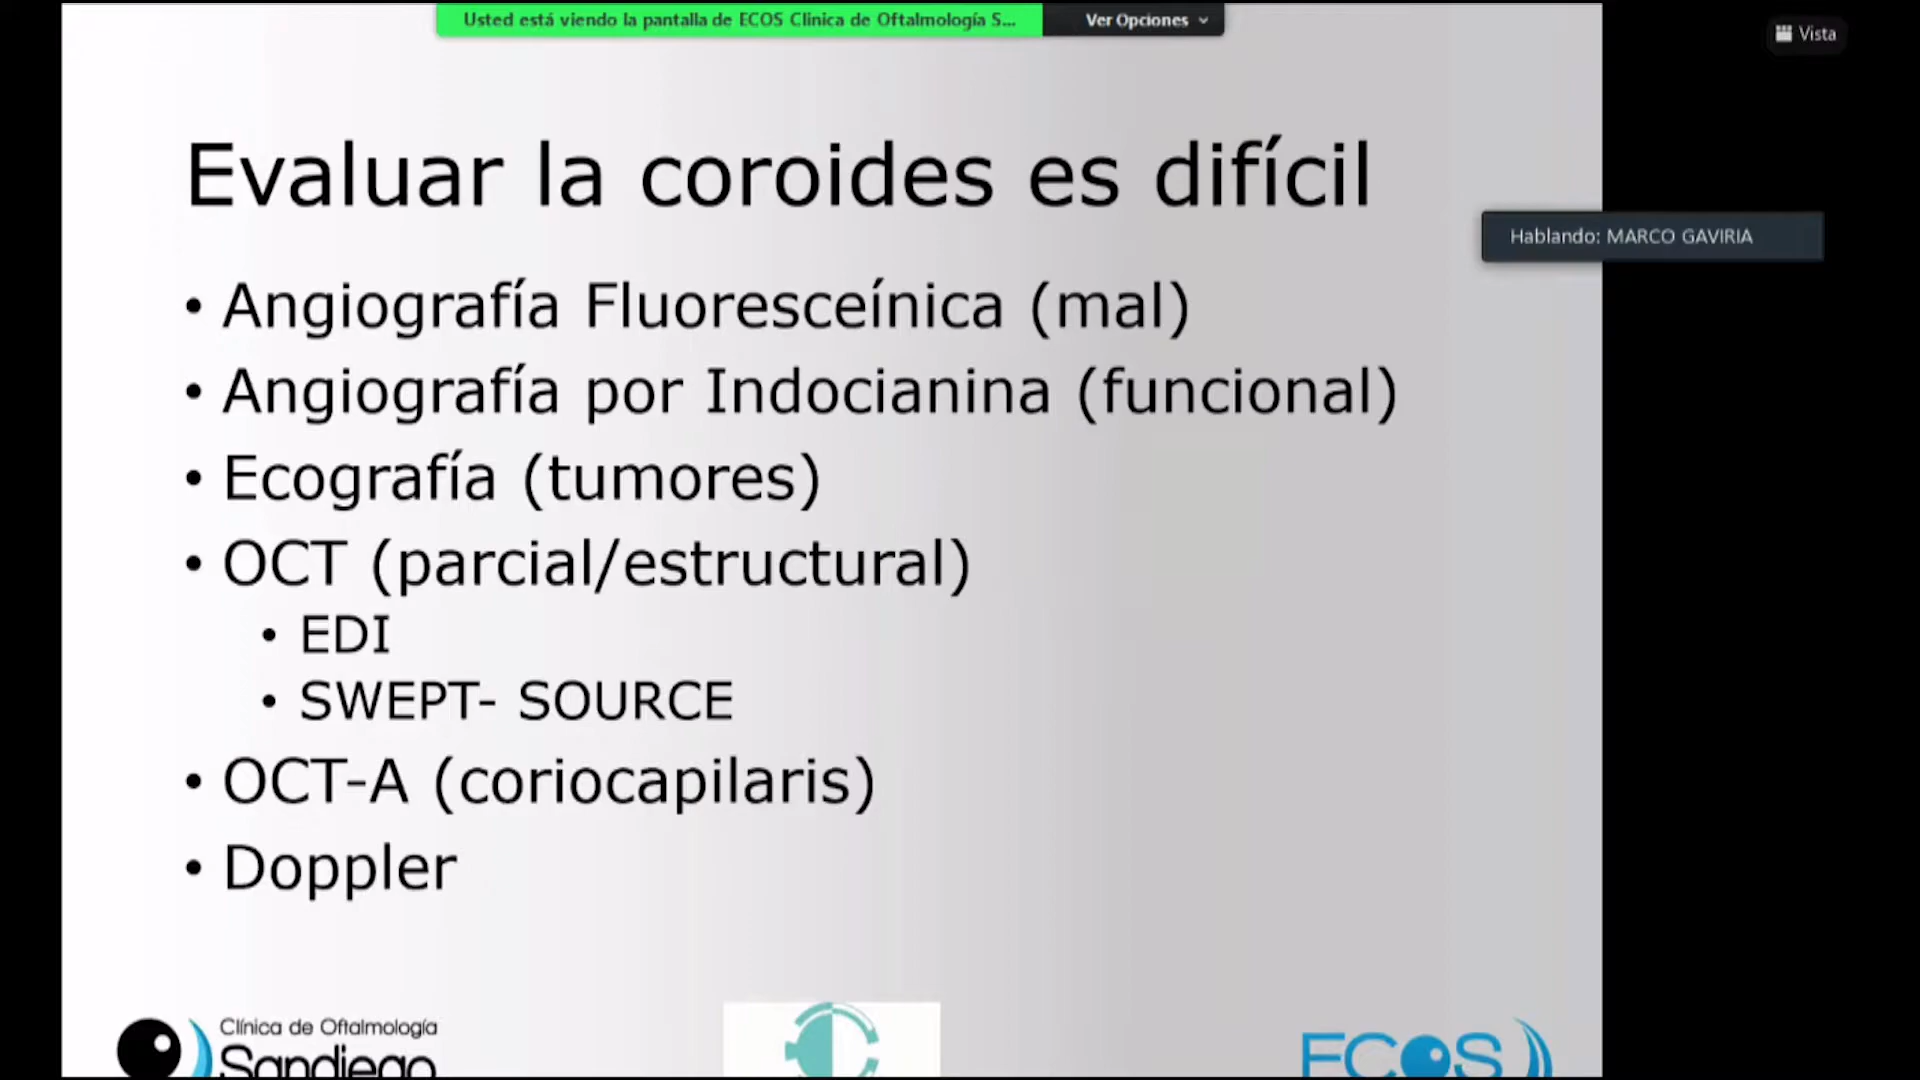 Usted está viendo la pantalla de ECOS Clinica de Oftalmología S...
Ver Opciones
Vista
Evaluar la coroides es difícil
Hablando: MARCO GAVIRIA
• Angiografía Fluoresceínica (mal)
• Angiografía por Indocianina (funcional)
• Ecografía (tumores)
• OCT (parcial/estructural)
• EDI
• SWEPT- SOURCE
• OCT-A (coriocapilaris)
• Doppler
Clínica de Oftalmología
Sandiego
ECOS